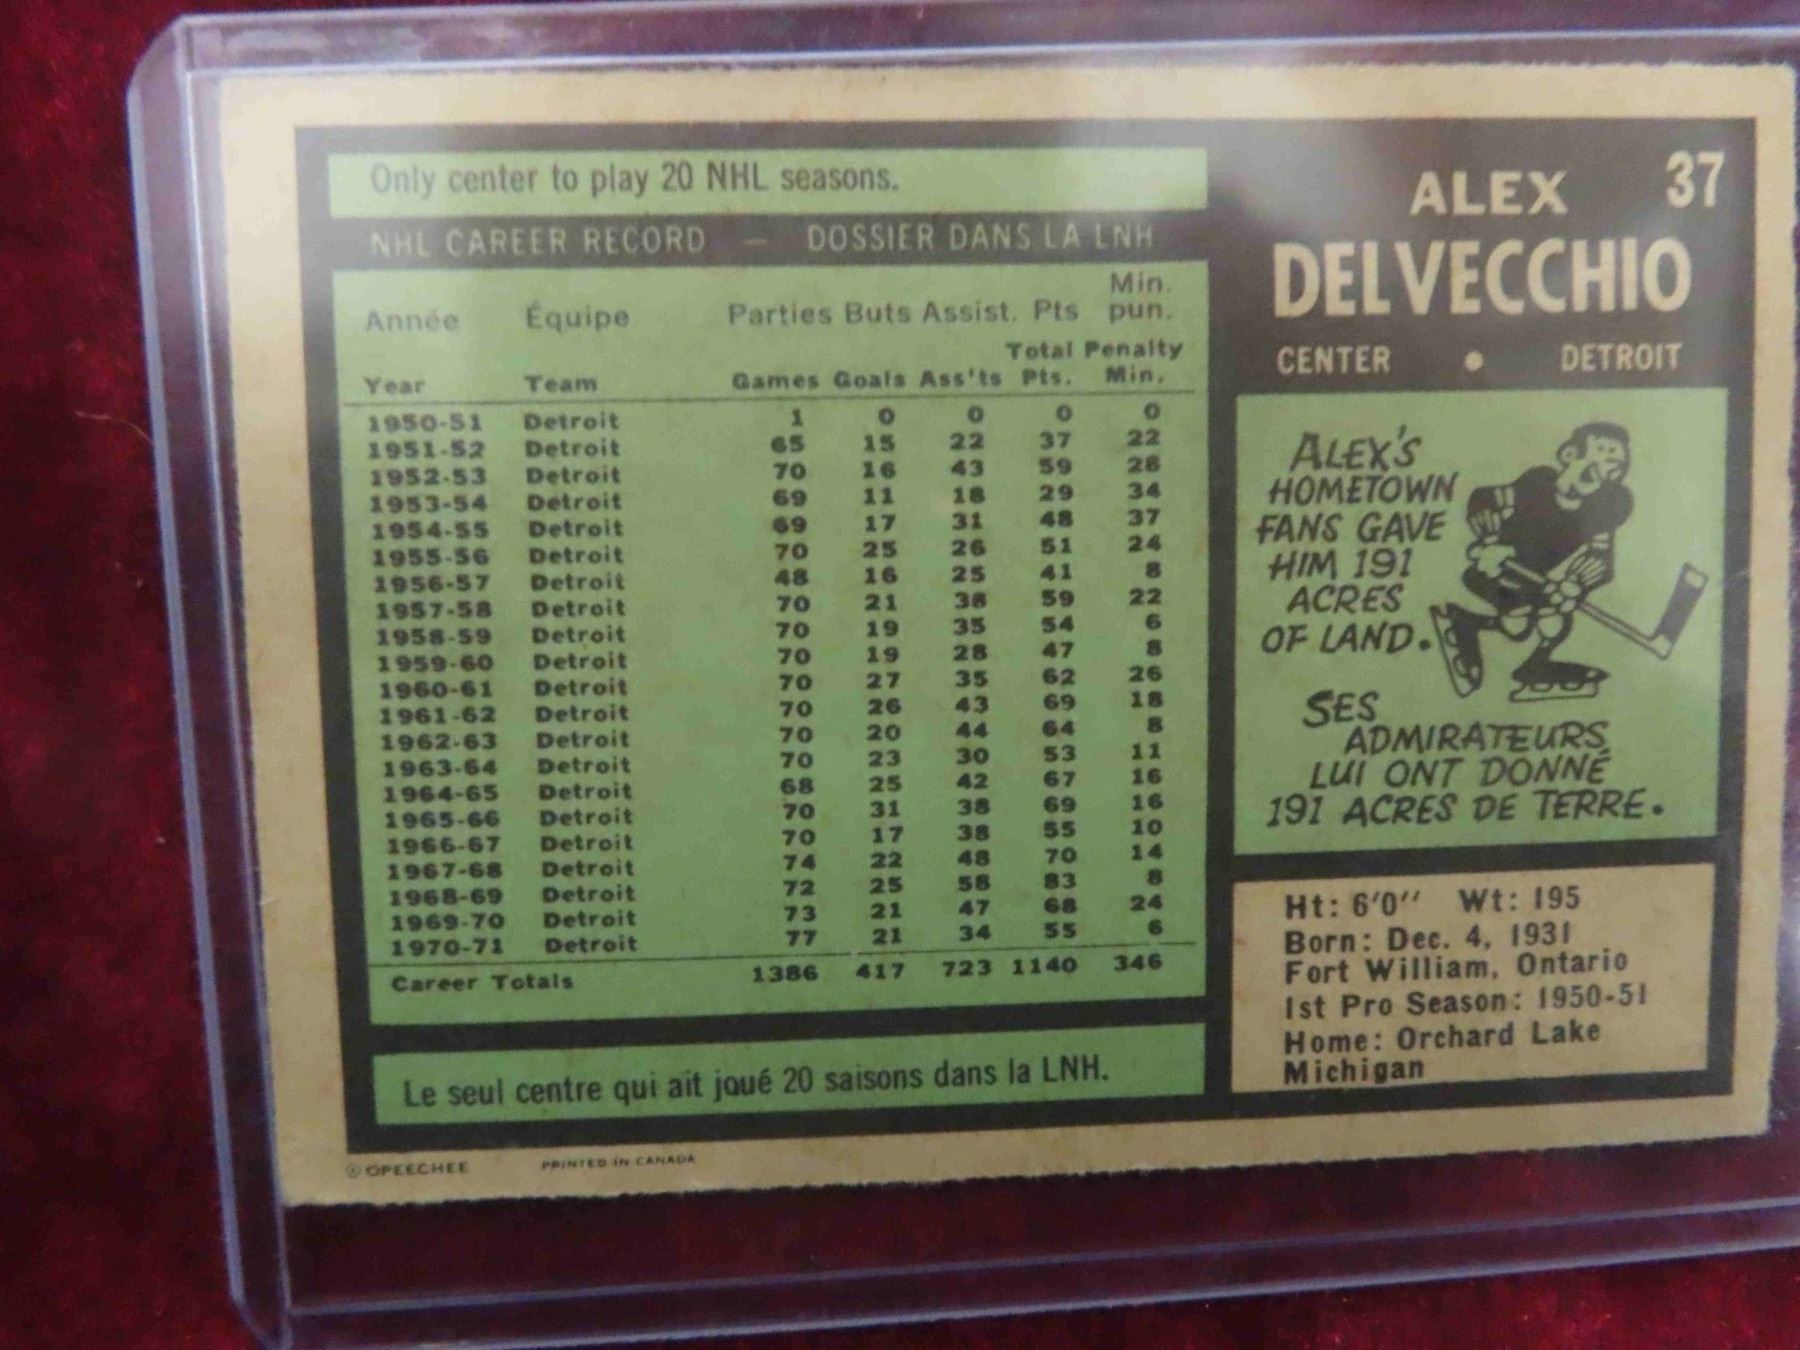 Only center to play 20 NHL seasons.
NHL CAREER RECORD — DOSSIER DANS LA LNH
Année Équipe Parties Buts Assist. Pts Min. pun.
Year Team Games Goals Ass'ts Total Pts. Penalty Min.
1950-51 Detroit 1 0 0 0 0
1951-52 Detroit 65 15 22 37 22
1952-53 Detroit 70 16 43 59 28
1953-54 Detroit 69 11 18 29 34
1954-55 Detroit 69 17 31 48 37
1955-56 Detroit 70 25 26 51 24
1956-57 Detroit 48 16 25 41 8
1957-58 Detroit 70 21 38 59 22
1958-59 Detroit 70 19 35 54 6
1959-60 Detroit 70 19 28 47 8
1960-61 Detroit 70 27 35 62 26
1961-62 Detroit 70 26 43 69 18
1962-63 Detroit 70 20 44 64 8
1963-64 Detroit 70 23 30 53 11
1964-65 Detroit 68 25 42 67 16
1965-66 Detroit 70 31 38 69 16
1966-67 Detroit 70 17 38 55 10
1967-68 Detroit 74 22 48 70 14
1968-69 Detroit 72 25 58 83 8
1969-70 Detroit 73 21 47 68 24
1970-71 Detroit 77 21 34 55 6
Career Totals 1386 417 723 1140 346
Le seul centre qui ait joué 20 saisons dans la LNH.
© OPEECHEE PRINTED IN CANADA
37
ALEX
DELVECCHIO
CENTER • DETROIT
ALEX'S
HOMETOWN
FANS GAVE
HIM 191
ACRES
OF LAND.
SES
ADMIRATEURS
LUI ONT DONNÉ
191 ACRES DE TERRE.
Ht: 6'0" Wt: 195
Born: Dec. 4, 1931
Fort William, Ontario
1st Pro Season: 1950-51
Home: Orchard Lake
Michigan